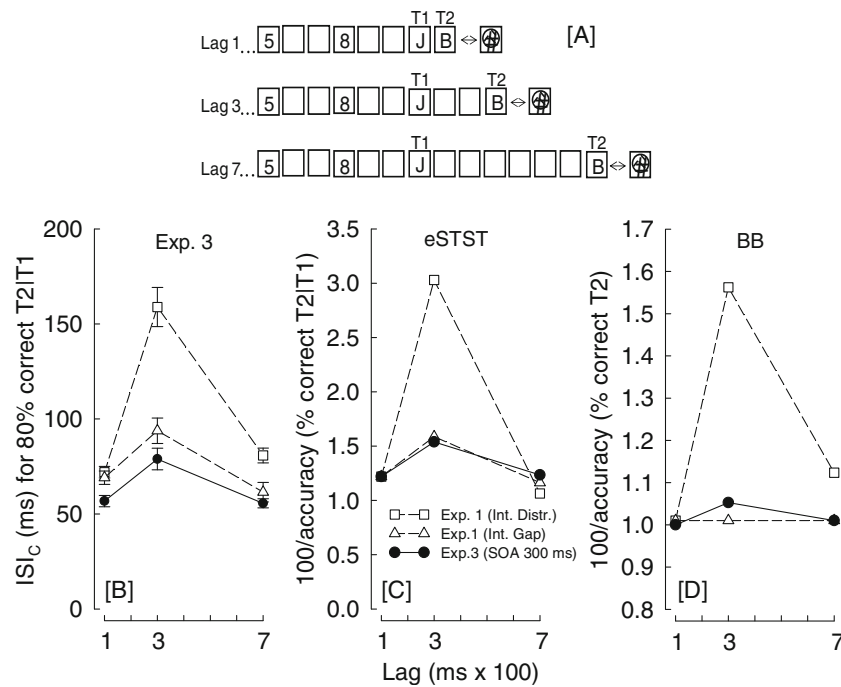 T1 T2
Lag 1... 5 8 J B ⇔ # [A]
T1 T2
Lag 3... 5 8 J B ⇔ #
T1 T2
Lag 7... 5 8 J B ⇔ #
Exp. 3
ISIC (ms) for 80% correct T2|T1
200
150
100
50
0
[B]
1 3 7
eSTST
100/accuracy (% correct T2|T1)
3.5
3.0
2.5
2.0
1.5
1.0
0.5
0.0
Exp. 1 (Int. Distr.)
Exp.1 (Int. Gap)
Exp.3 (SOA 300 ms)
[C]
1 3 7
BB
100/accuracy (% correct T2)
1.7
1.6
1.5
1.4
1.3
1.2
1.1
1.0
0.9
0.8
[D]
1 3 7
Lag (ms x 100)